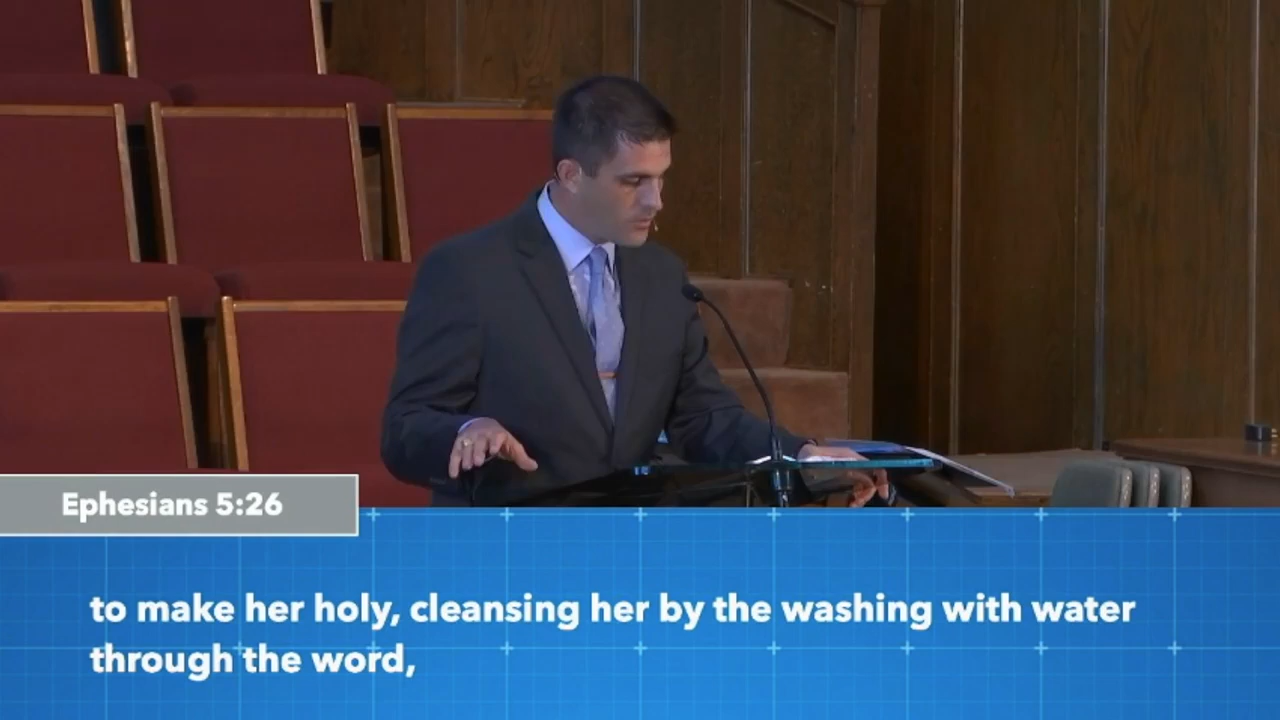 Ephesians 5:26
to make her holy, cleansing her by the washing with water
through the word,